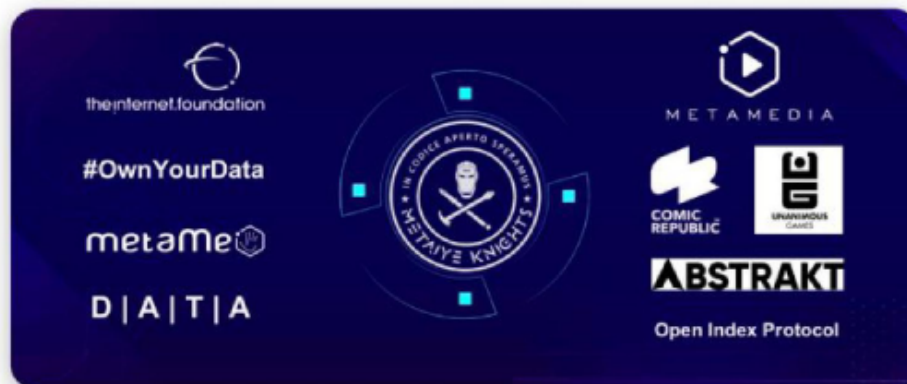 theinternet.foundation
#OwnYourData
metaMe
D | A | T | A
IN CODICE APERTO SPERAMUS
METAIYE KNIGHTS
METAMEDIA
COMIC
REPUBLIC
UNANIMOUS
GAMES
ABSTRAKT
Open Index Protocol